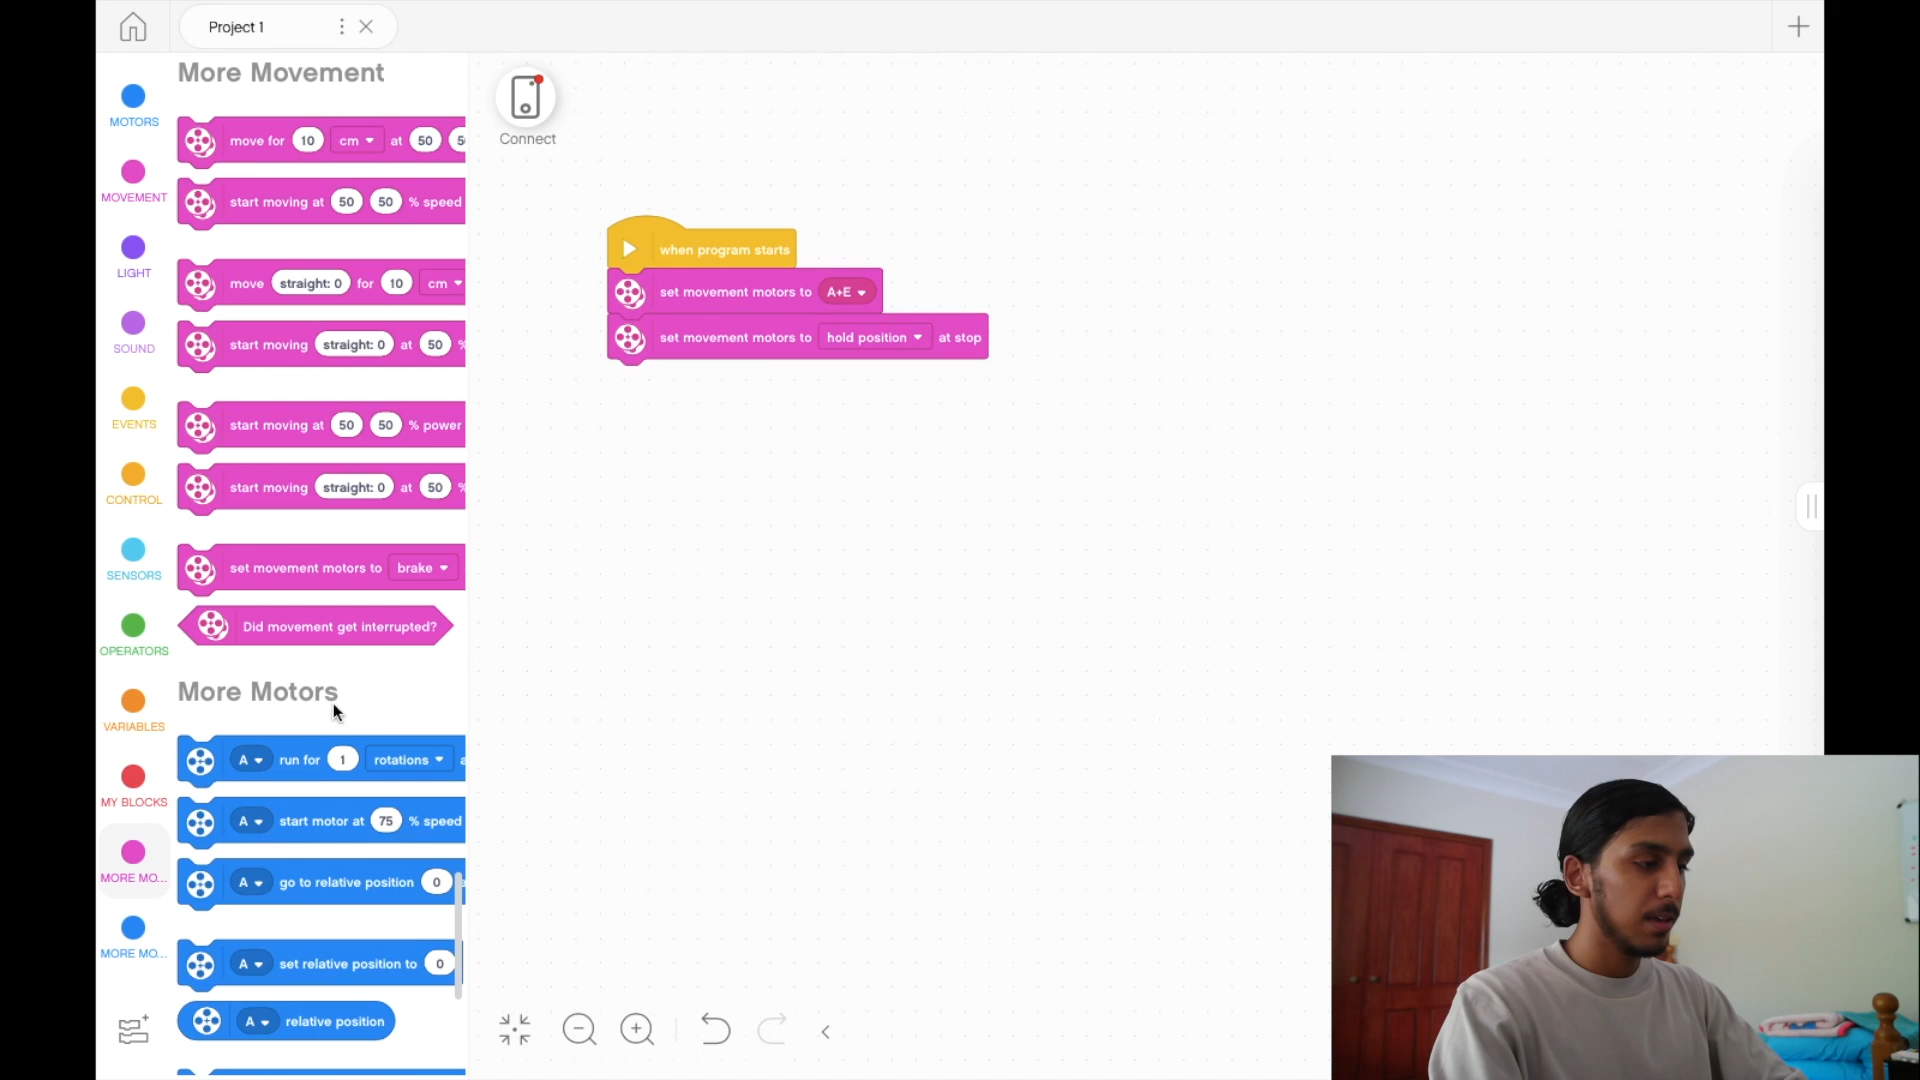 Project 1
MOTORS
MOVEMENT
LIGHT
SOUND
EVENTS
CONTROL
SENSORS
OPERATORS
VARIABLES
MY BLOCKS
MORE MO...
MORE MO...
More Movement
move for 10 cm at 50
start moving at 50 50 % speed
move straight: 0 for 10 cm
start moving straight: 0 at 50 %
start moving at 50 50 % power
start moving straight: 0 at 50 %
set movement motors to brake
Did movement get interrupted?
More Motors
A run for 1 rotations
A start motor at 75 % speed
A go to relative position 0
A set relative position to 0
A relative position
Connect
when program starts
set movement motors to A+E
set movement motors to hold position at stop